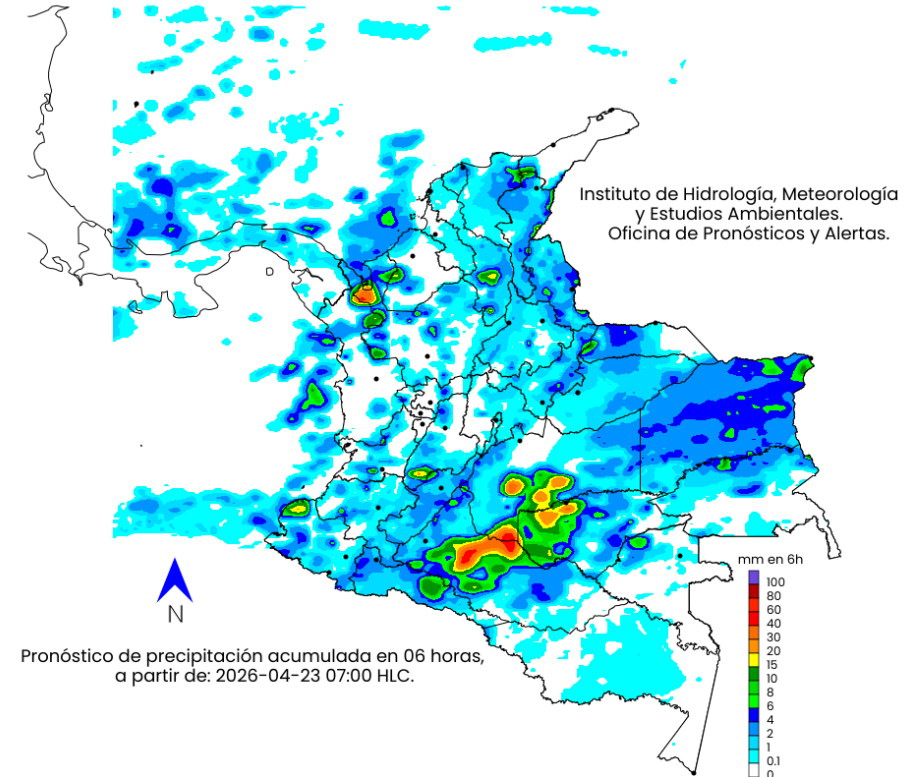 Instituto de Hidrología, Meteorología
y Estudios Ambientales.
Oficina de Pronósticos y Alertas.
mm en 6h
100
80
60
40
30
20
15
10
8
6
4
2
1
0.1
0
N
Pronóstico de precipitación acumulada en 06 horas,
a partir de: 2026-04-23 07:00 HLC.